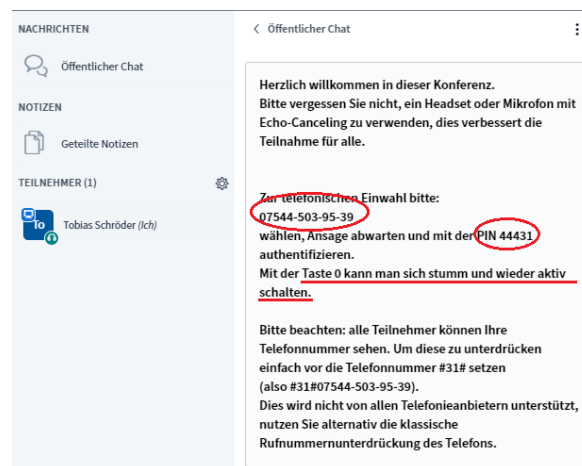 NACHRICHTEN
Öffentlicher Chat
NOTIZEN
Geteilte Notizen
TEILNEHMER (1)
To
Tobias Schröder (Ich)
Öffentlicher Chat
Herzlich willkommen in dieser Konferenz.
Bitte vergessen Sie nicht, ein Headset oder Mikrofon mit
Echo-Canceling zu verwenden, dies verbessert die
Teilnahme für alle.
Zur telefonischen Einwahl bitte:
07544-503-95-39
wählen, Ansage abwarten und mit der PIN 44431
authentifizieren.
Mit der Taste 0 kann man sich stumm und wieder aktiv
schalten.
Bitte beachten: alle Teilnehmer können Ihre
Telefonnummer sehen. Um diese zu unterdrücken
einfach vor die Telefonnummer #31# setzen
(also #31#07544-503-95-39).
Dies wird nicht von allen Telefonieanbietern unterstützt,
nutzen Sie alternativ die klassische
Rufnummernunterdrückung des Telefons.